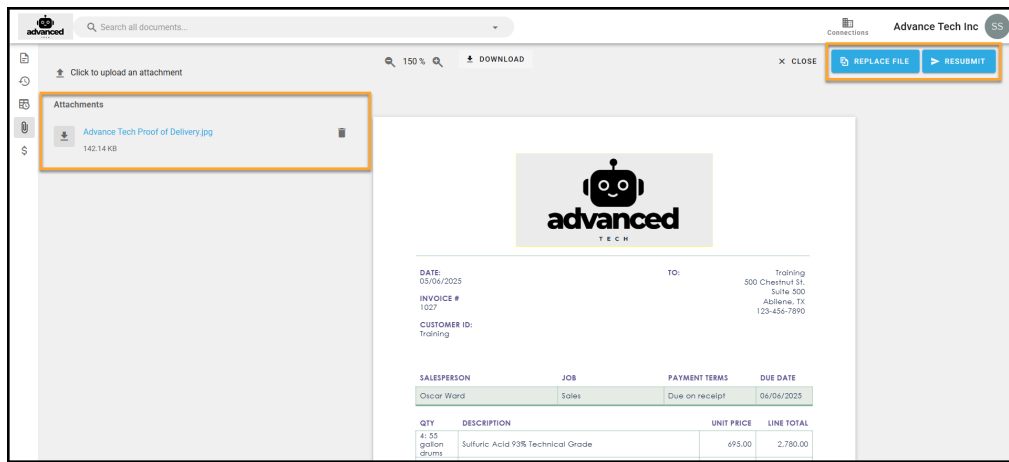 advanced
TECH
Search all documents...
Connections
Advance Tech Inc
SS
Click to upload an attachment
150 %
DOWNLOAD
CLOSE
REPLACE FILE
RESUBMIT
Attachments
Advance Tech Proof of Delivery.jpg
142.14 KB
advanced
TECH
DATE:
05/06/2025
INVOICE #
1027
CUSTOMER ID:
Training
TO:
Training
500 Chestnut St.
Suite 500
Abilene, TX
123-456-7890
SALESPERSON JOB PAYMENT TERMS DUE DATE
Oscar Ward Sales Due on receipt 06/06/2025
QTY DESCRIPTION UNIT PRICE LINE TOTAL
4: 55
gallon
drums
Sulfuric Acid 93% Technical Grade 695.00 2,780.00